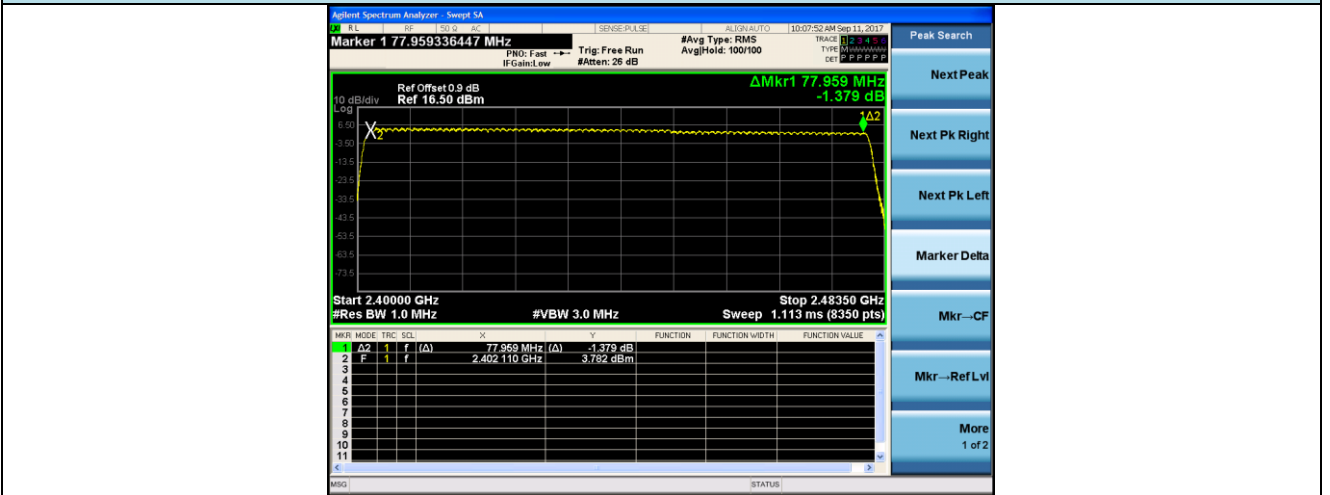 Agilent Spectrum Analyzer - Swept SA
RL RF 50 Ω AC SENSE:PULSE ALIGNAUTO 10:07:52 AM Sep 11, 2017
Marker 1 77.959336447 MHz
PNO: Fast
IFGain:Low
Trig: Free Run
#Atten: 26 dB
#Avg Type: RMS
Avg|Hold: 100/100
TRACE 1 2 3 4 5 6
TYPE M
DET P P P P P P
Peak Search
Next Peak
Next Pk Right
Next Pk Left
Marker Delta
Mkr→CF
Mkr→Ref Lvl
More
1 of 2
ΔMkr1 77.959 MHz
-1.379 dB
Ref Offset 0.9 dB
10 dB/div Ref 16.50 dBm
Log
1Δ2
6.50
X2
-3.50
-13.5
-23.5
-33.5
-43.5
-53.5
-63.5
-73.5
Start 2.40000 GHz Stop 2.48350 GHz
#Res BW 1.0 MHz #VBW 3.0 MHz Sweep 1.113 ms (8350 pts)
MKR MODE TRC SCL X Y FUNCTION FUNCTION WIDTH FUNCTION VALUE
1 Δ2 1 f (Δ) 77.959 MHz (Δ) -1.379 dB
2 F 1 f 2.402 110 GHz 3.782 dBm
3
4
5
6
7
8
9
10
11
MSG STATUS